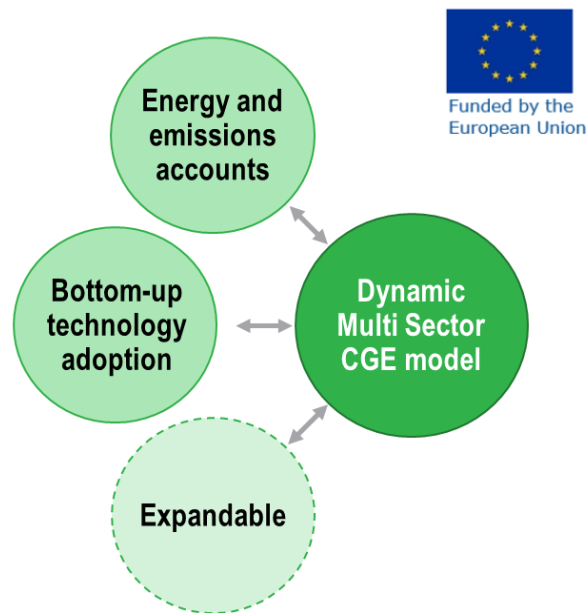 Energy and
emissions
accounts
Funded by the
European Union
Bottom-up
technology
adoption
Dynamic
Multi Sector
CGE model
Expandable